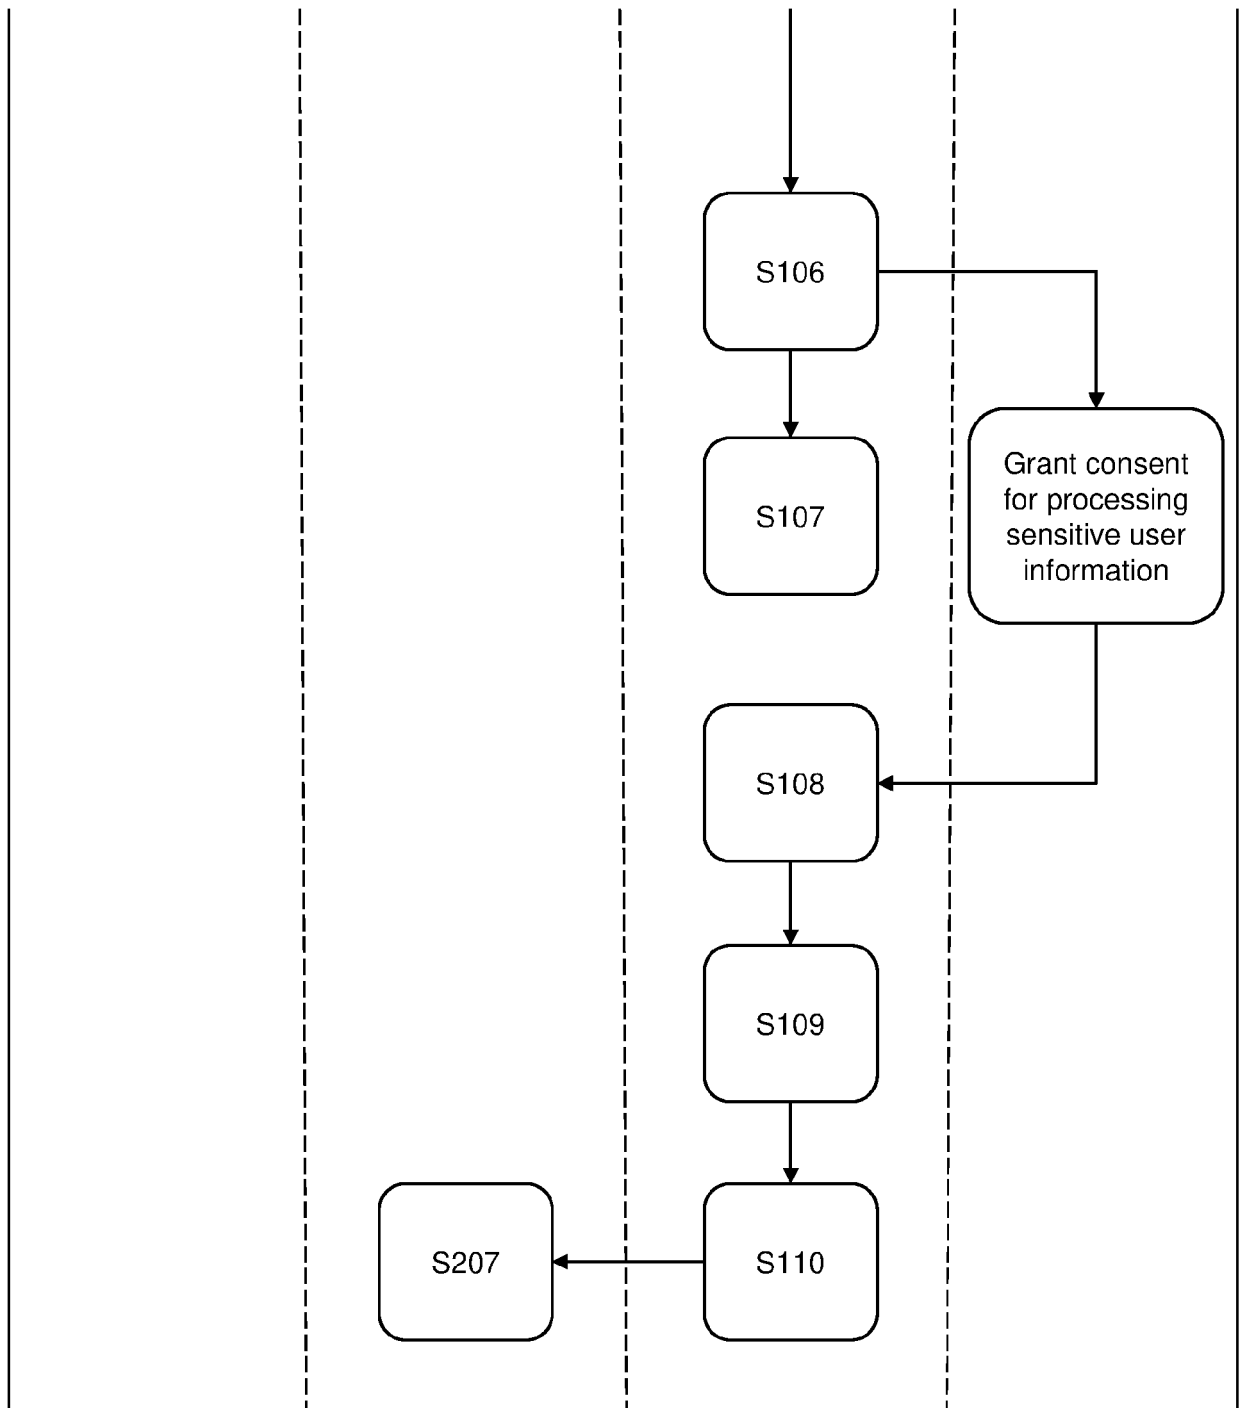 S106
S107
Grant consent
for processing
sensitive user
information
S108
S109
S207
S110